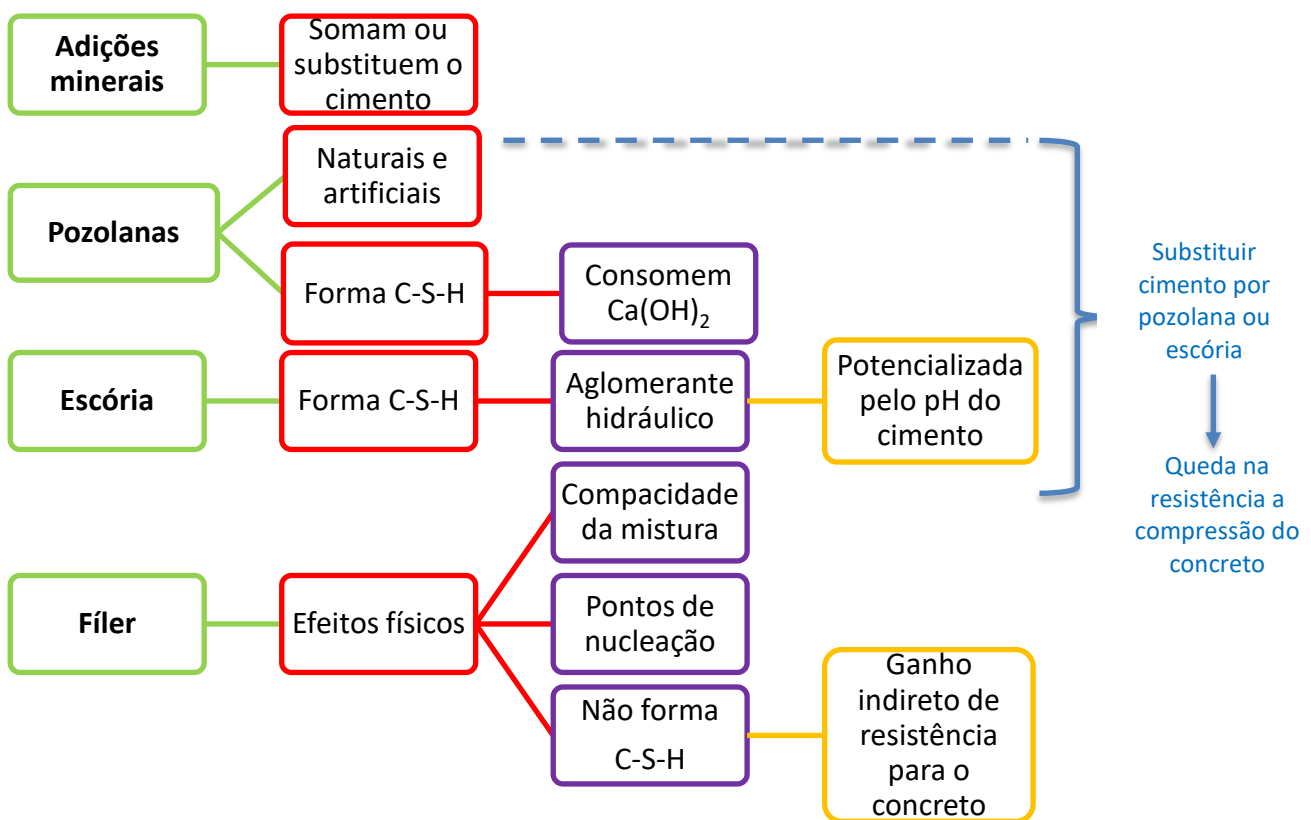 Adições
minerais
Somam ou
substituem o
cimento
Pozolanas
Naturais e
artificiais
Forma C-S-H
Consomem
Ca(OH)₂
Escória
Forma C-S-H
Aglomerante
hidráulico
Potencializada
pelo pH do
cimento
Fíler
Efeitos físicos
Compacidade
da mistura
Pontos de
nucleação
Não forma
C-S-H
Ganho
indireto de
resistência
para o
concreto
Substituir
cimento por
pozolana ou
escória
Queda na
resistência a
compressão do
concreto